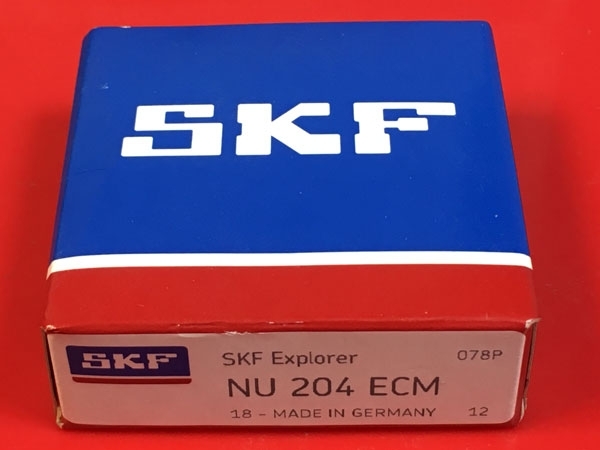 SKF
SKF
SKF Explorer 078P
NU 204 ECM
18 - MADE IN GERMANY 12